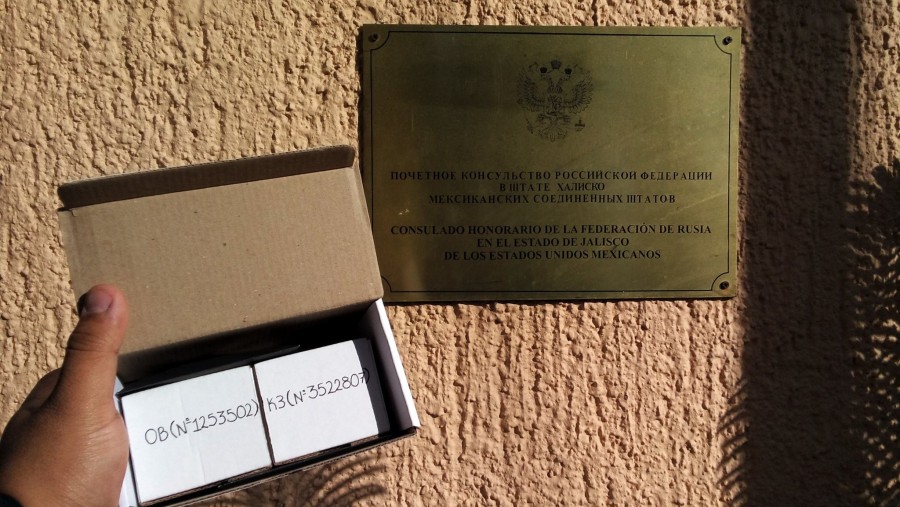 ПОЧЕТНОЕ КОНСУЛЬСТВО РОССИЙСКОЙ ФЕДЕРАЦИИ
В ШТАТЕ ХАЛИСКО
МЕКСИКАНСКИХ СОЕДИНЕННЫХ ШТАТОВ
CONSULADO HONORARIO DE LA FEDERACIÓN DE RUSIA
EN EL ESTADO DE JALISCO
DE LOS ESTADOS UNIDOS MEXICANOS
OB(Nº1253502)
K3(Nº3522807)